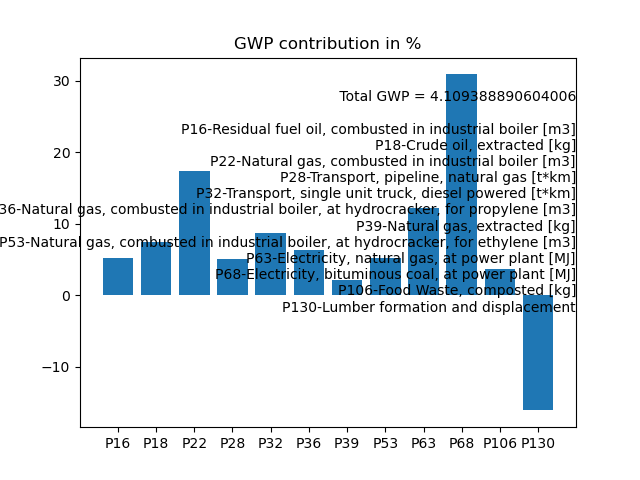 GWP contribution in %
30
20
10
0
−10
Total GWP = 4.109388890604006
P16-Residual fuel oil, combusted in industrial boiler [m3]
P18-Crude oil, extracted [kg]
P22-Natural gas, combusted in industrial boiler [m3]
P28-Transport, pipeline, natural gas [t*km]
P32-Transport, single unit truck, diesel powered [t*km]
36-Natural gas, combusted in industrial boiler, at hydrocracker, for propylene [m3]
P39-Natural gas, extracted [kg]
P53-Natural gas, combusted in industrial boiler, at hydrocracker, for ethylene [m3]
P63-Electricity, natural gas, at power plant [MJ]
P68-Electricity, bituminous coal, at power plant [MJ]
P106-Food Waste, composted [kg]
P130-Lumber formation and displacement
P16 P18 P22 P28 P32 P36 P39 P53 P63 P68 P106 P130